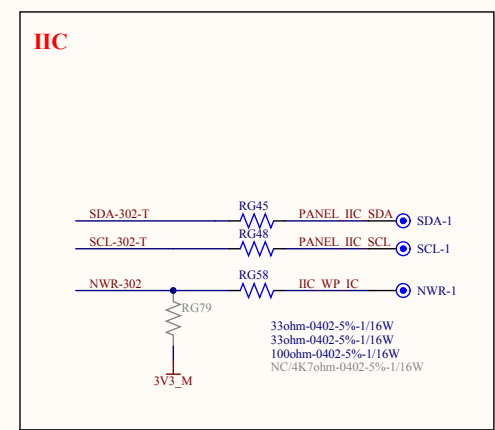 IIC
RG45
SDA-302-T PANEL_IIC_SDA SDA-1
RG48
SCL-302-T PANEL_IIC_SCL SCL-1
RG58
NWR-302 IIC_WP_IC NWR-1
RG79
33ohm-0402-5%-1/16W
33ohm-0402-5%-1/16W
100ohm-0402-5%-1/16W
NC/4K7ohm-0402-5%-1/16W
3V3_M